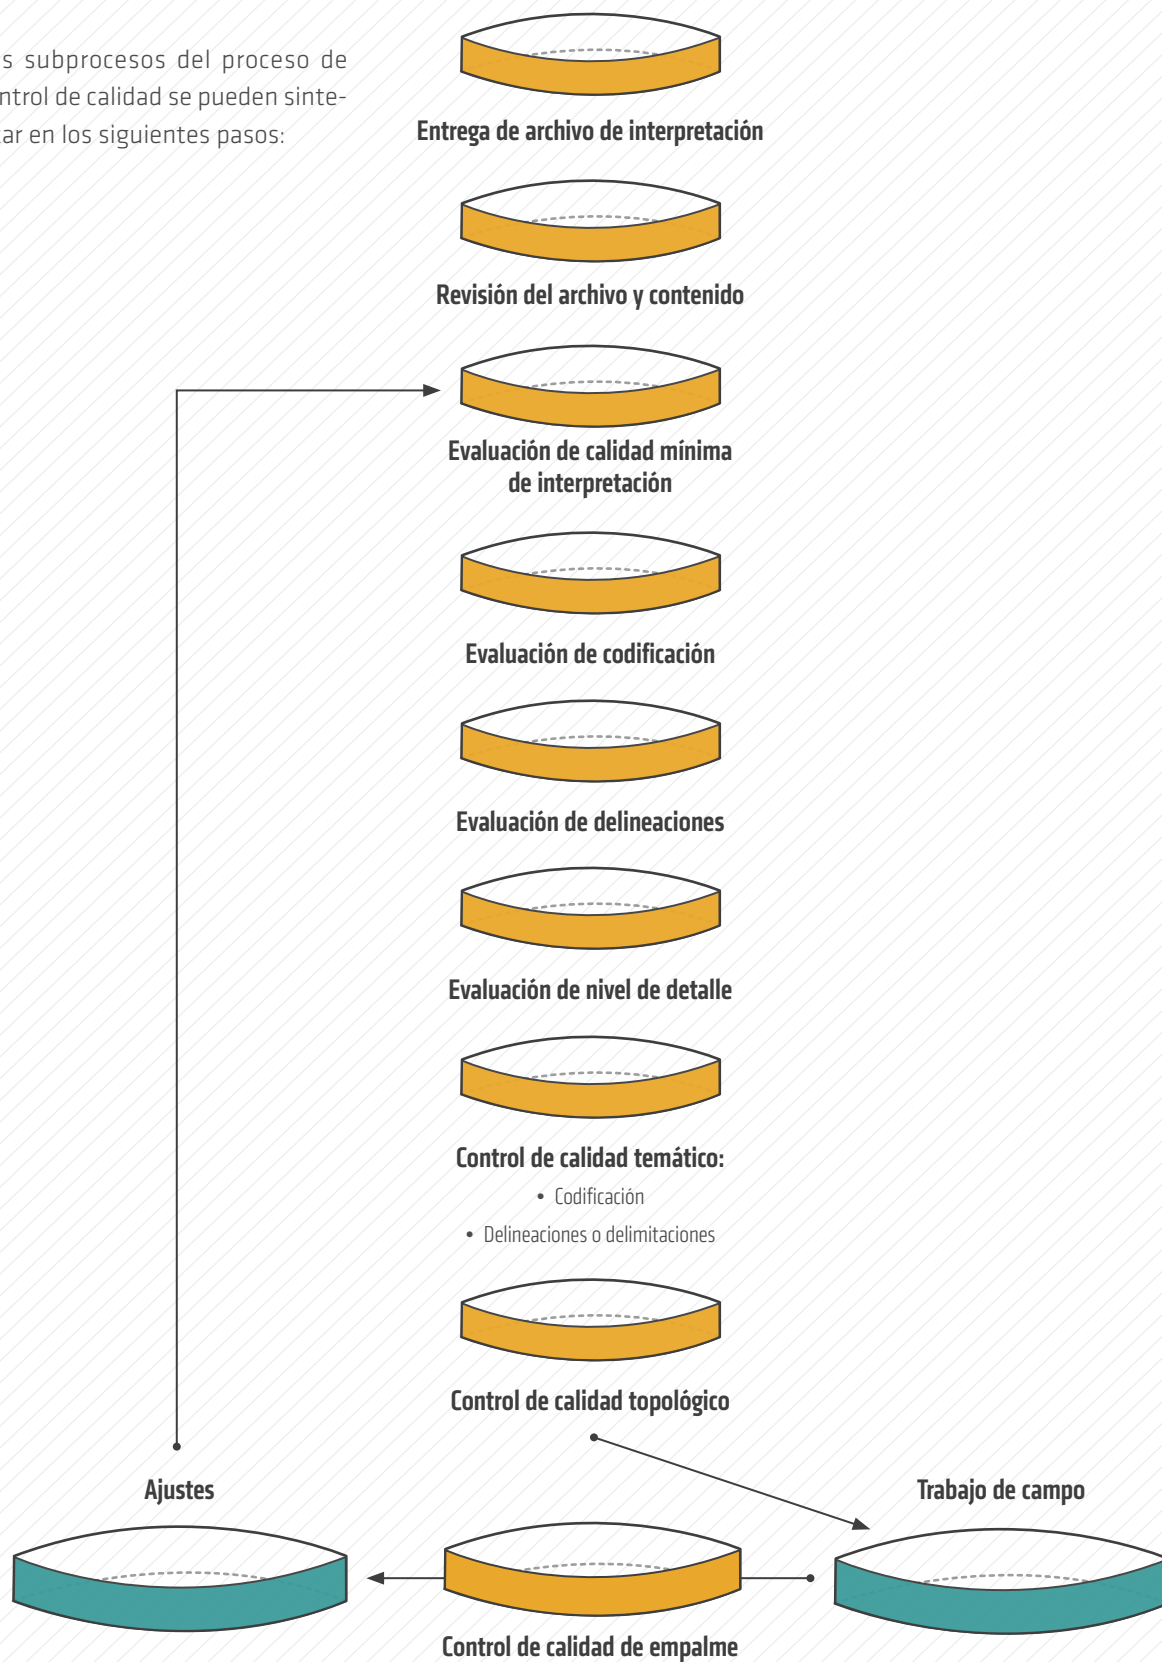 s subprocesos del proceso de
ntrol de calidad se pueden sinte-
ar en los siguientes pasos:
Entrega de archivo de interpretación
Revisión del archivo y contenido
Evaluación de calidad mínima
de interpretación
Evaluación de codificación
Evaluación de delineaciones
Evaluación de nivel de detalle
Control de calidad temático:
• Codificación
• Delineaciones o delimitaciones
Control de calidad topológico
Ajustes
Trabajo de campo
Control de calidad de empalme